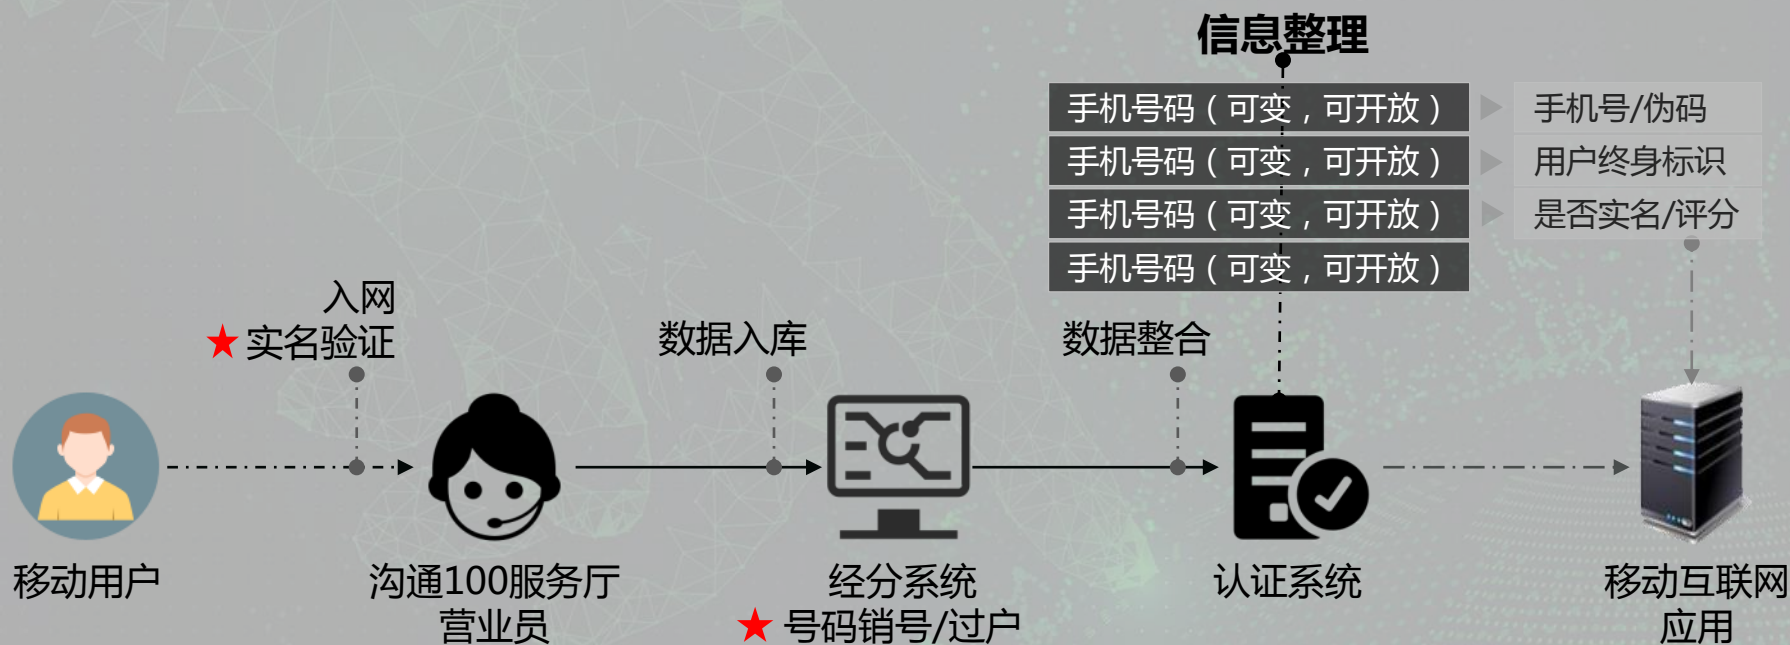 信息整理
手机号码（可变，可开放） 手机号/伪码
手机号码（可变，可开放） 用户终身标识
手机号码（可变，可开放） 是否实名/评分
手机号码（可变，可开放）
入网
★实名验证
数据入库
数据整合
移动用户
沟通100服务厅
营业员
经分系统
★号码销号/过户
认证系统
移动互联网
应用